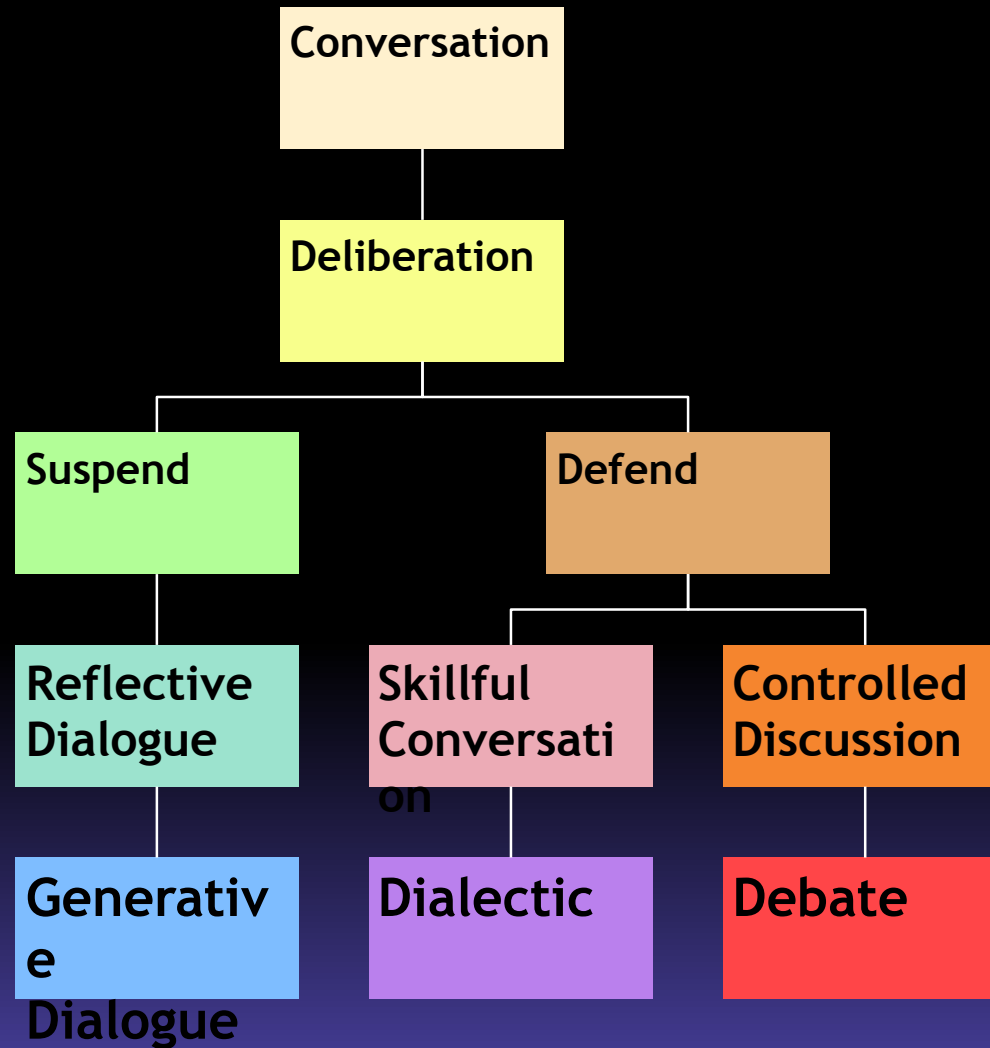 Conversation
Deliberation
Suspend
Defend
Reflective
Dialogue
Skillful
Conversati
on
Controlled
Discussion
Generativ
e
Dialogue
Dialectic
Debate